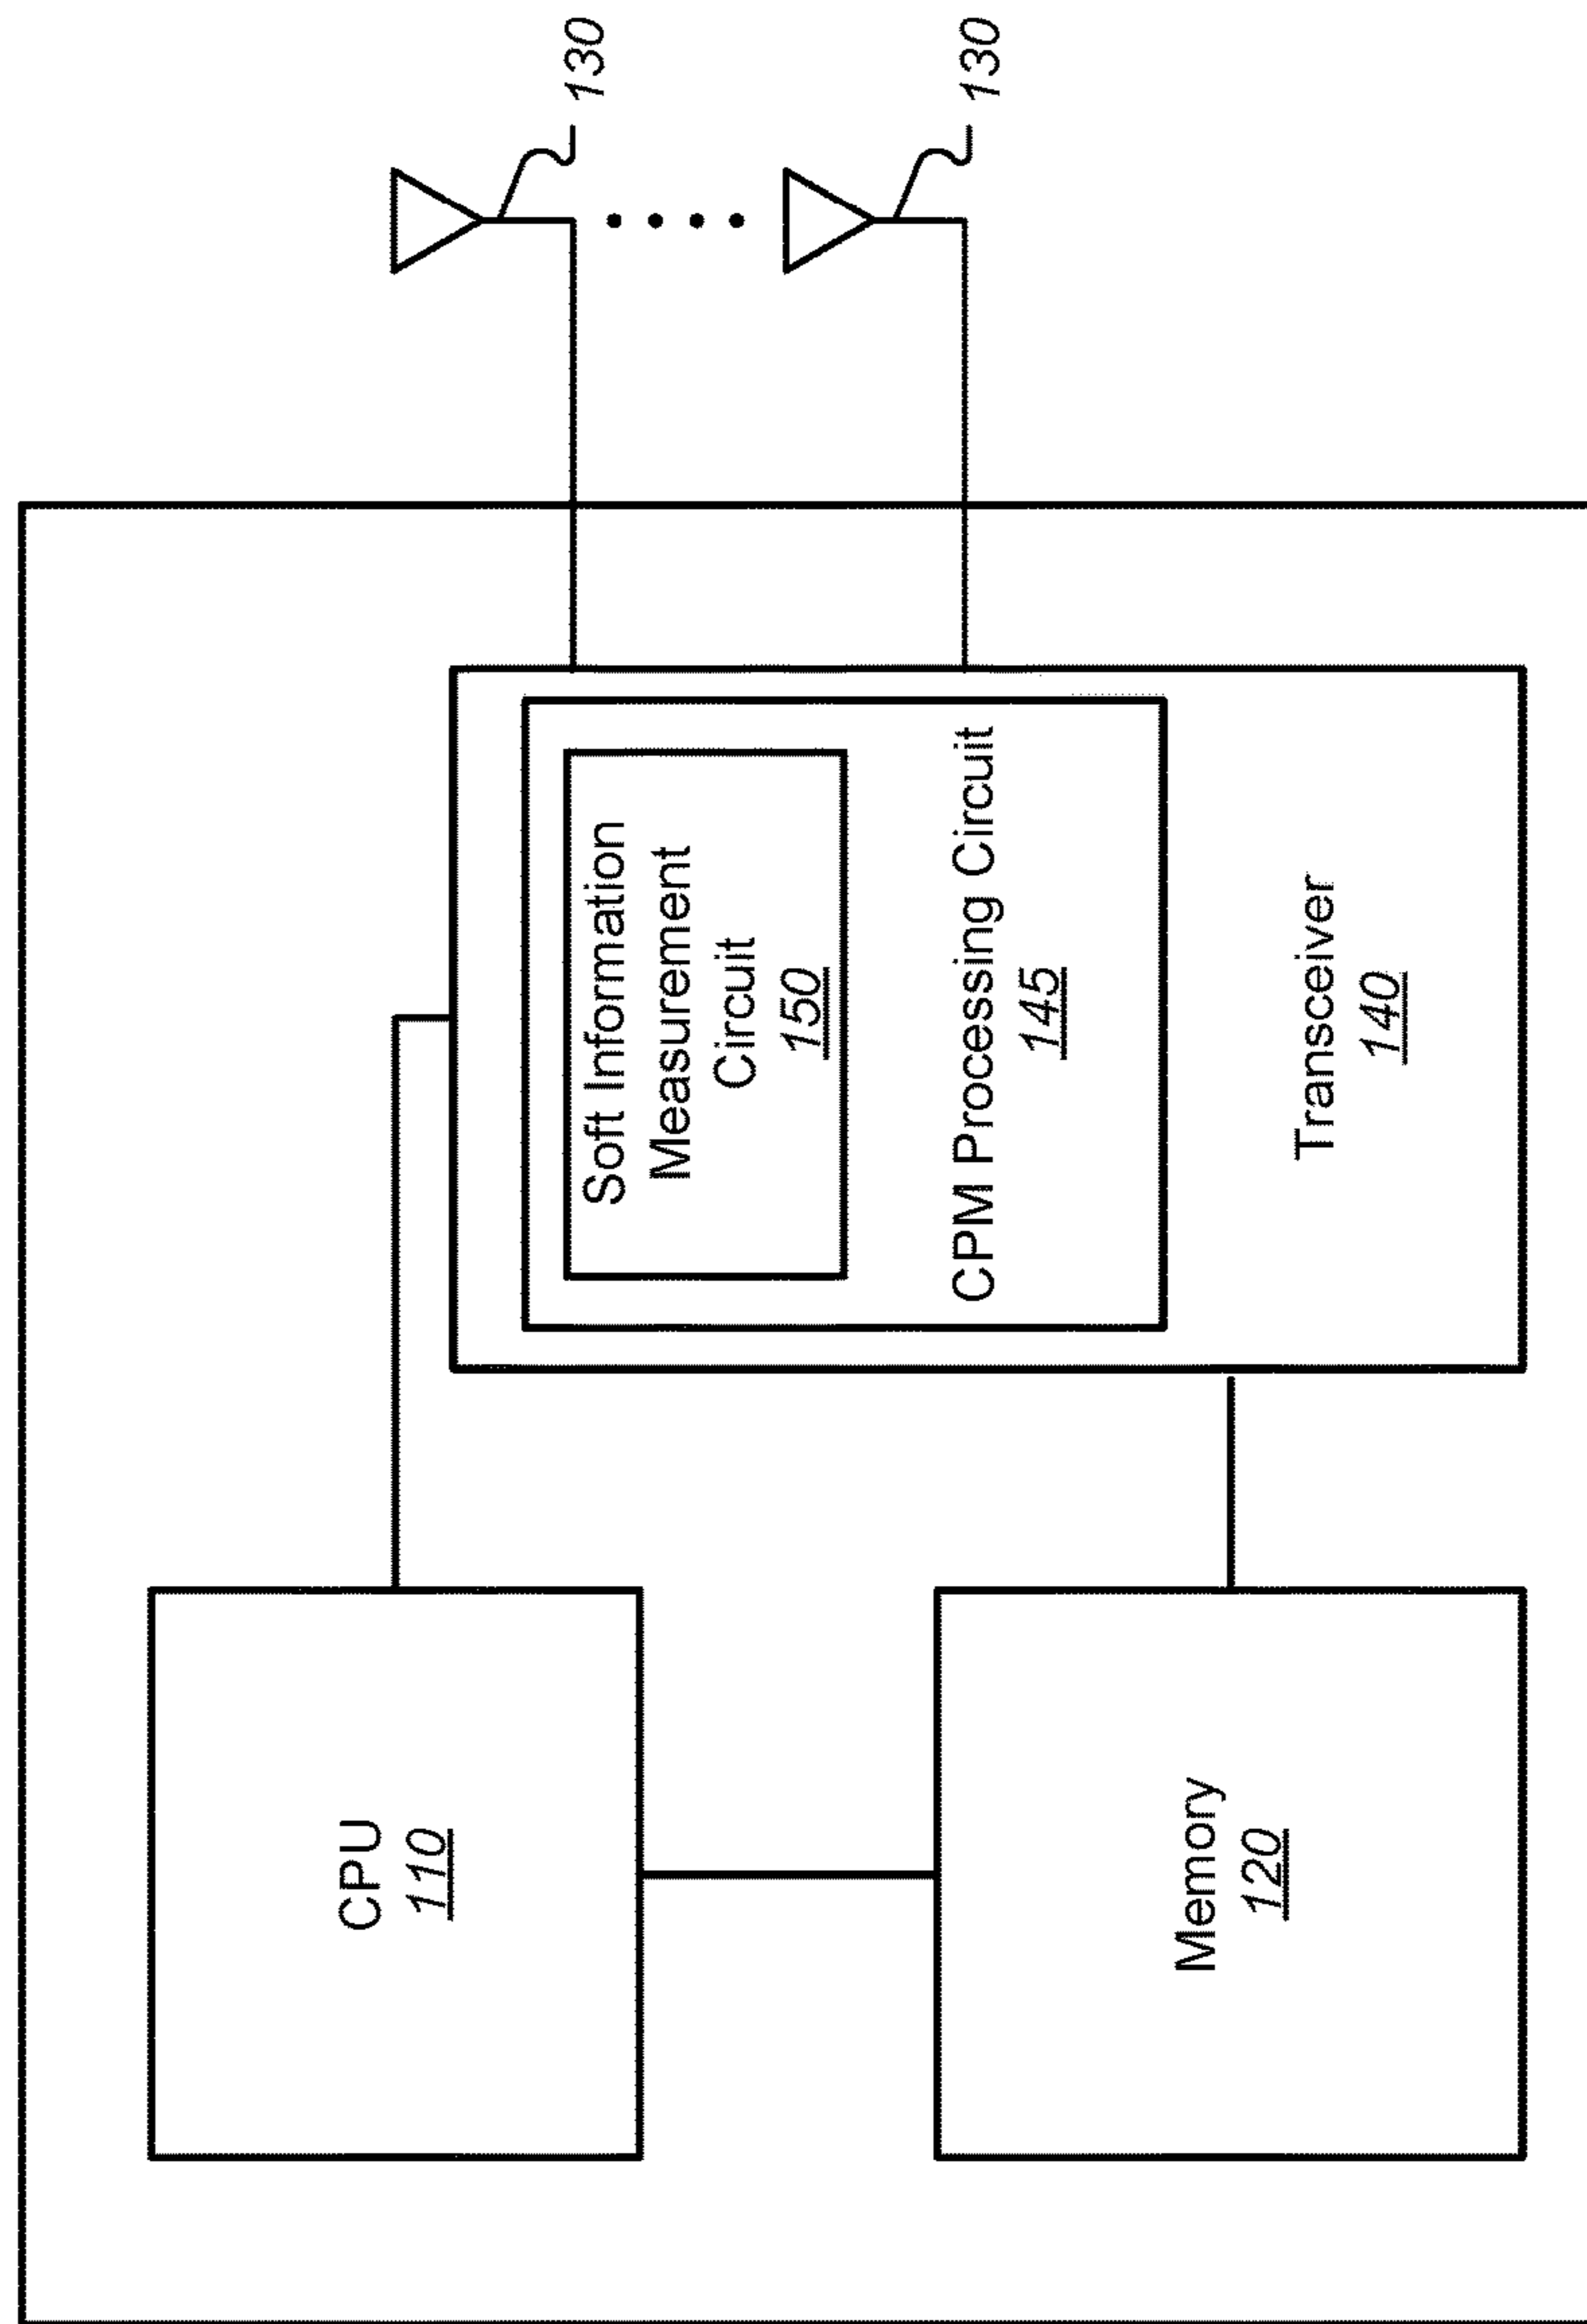 CPU
110
Memory
120
Soft Information
Measurement
Circuit
150
CPM Processing Circuit
145
Transceiver
140
130
130